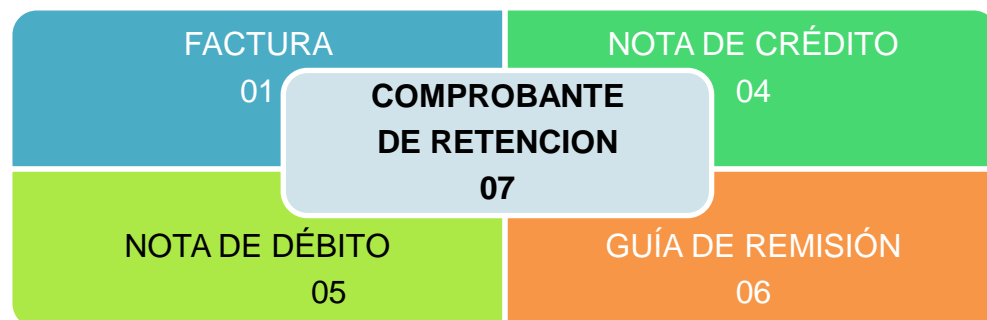 FACTURA
01
NOTA DE CRÉDITO
04
COMPROBANTE
DE RETENCION
07
NOTA DE DÉBITO
05
GUÍA DE REMISIÓN
06